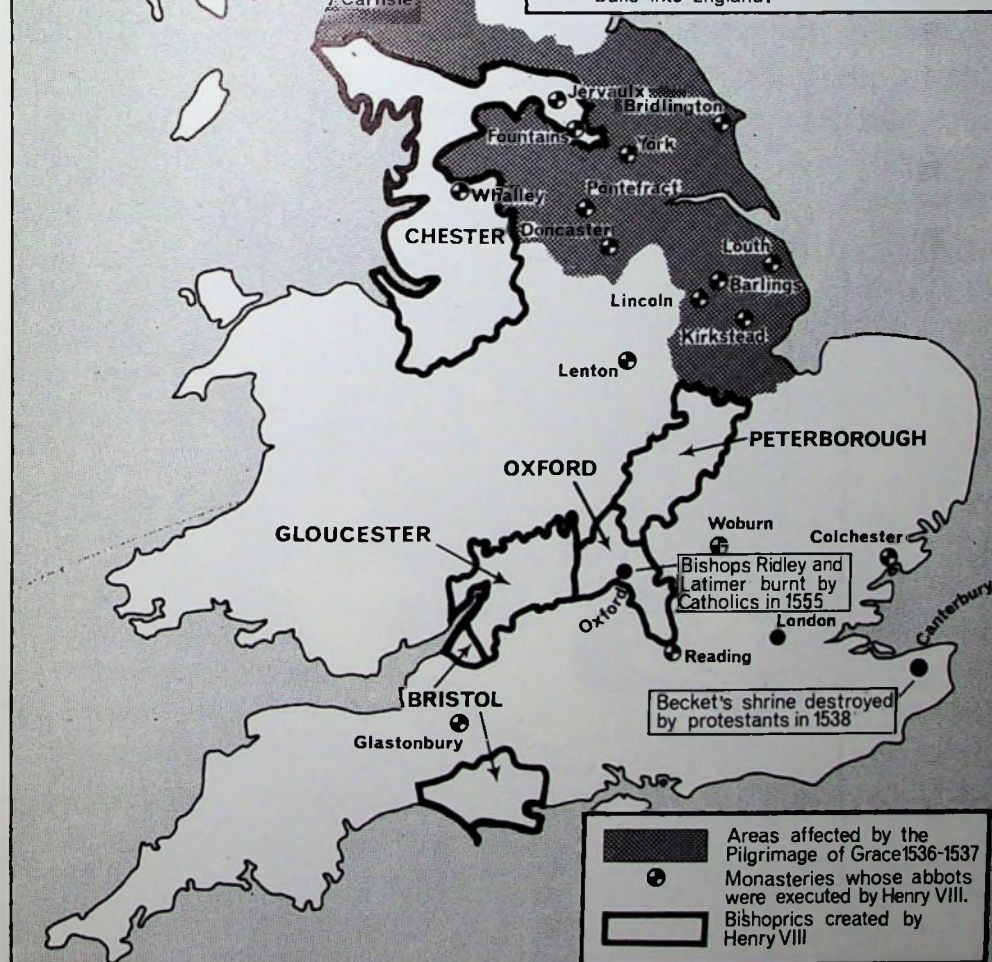 Carlisle
into England.
Jervaulx
Bridlington
Fountains
York
Whalley
Pontefract
CHESTER
Doncaster
Louth
Barlings
Lincoln
Kirkstead
Lenton
PETERBOROUGH
OXFORD
GLOUCESTER
Woburn
Colchester
Bishops Ridley and
Latimer burnt by
Catholics in 1555
Oxford
London
Canterbury
Reading
Becket's shrine destroyed
by protestants in 1538
BRISTOL
Glastonbury
Areas affected by the
Pilgrimage of Grace 1536-1537
Monasteries whose abbots
were executed by Henry VIII.
Bishoprics created by
Henry VIII